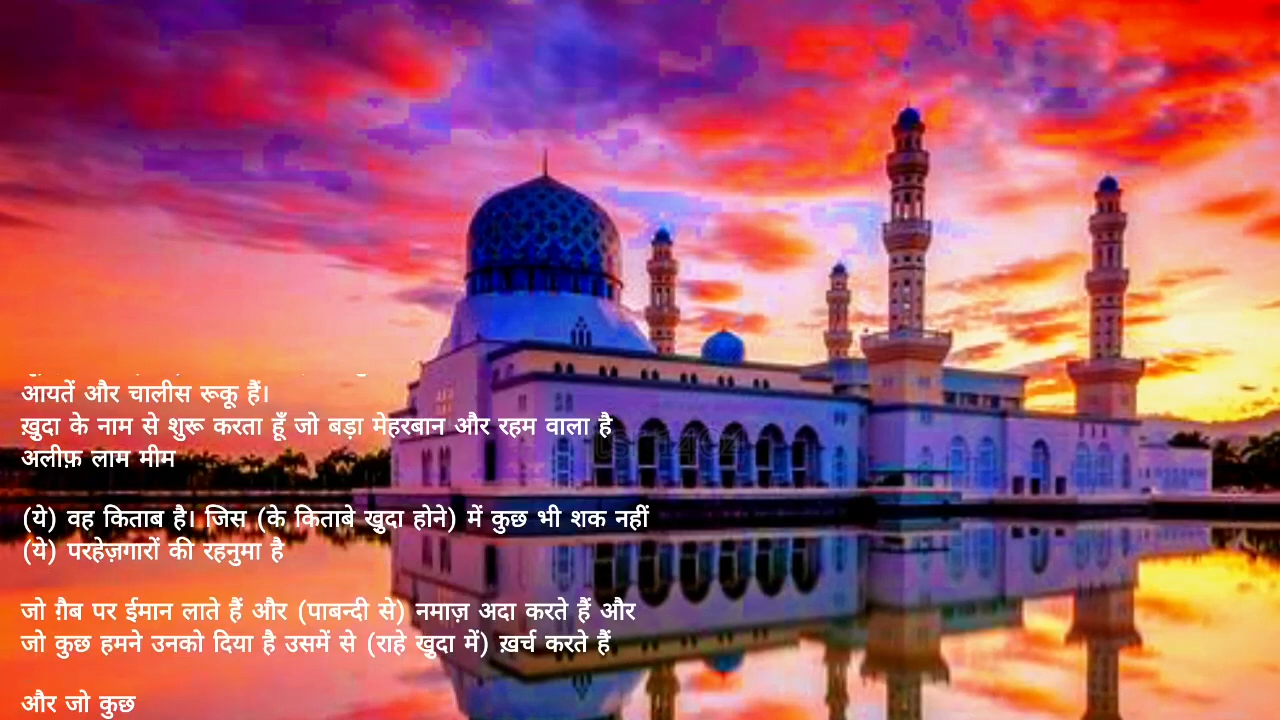 आयतें और चालीस रूकू हैं।
ख़ुदा के नाम से शुरू करता हूँ जो बड़ा मेहरबान और रहम वाला है
अलीफ़ लाम मीम
(ये) वह किताब है। जिस (के किताबे खुदा होने) में कुछ भी शक नहीं
(ये) परहेज़गारों की रहनुमा है
जो ग़ैब पर ईमान लाते हैं और (पाबन्दी से) नमाज़ अदा करते हैं और
जो कुछ हमने उनको दिया है उसमें से (राहे खुदा में) ख़र्च करते हैं
और जो कुछ